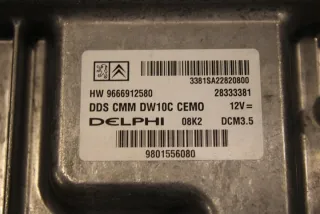 3381SA22820800
HW 9666912580 28333381
DDS CMM DW10C CEMO 12V =
DELPHI 08K2 DCM3.5
9801556080